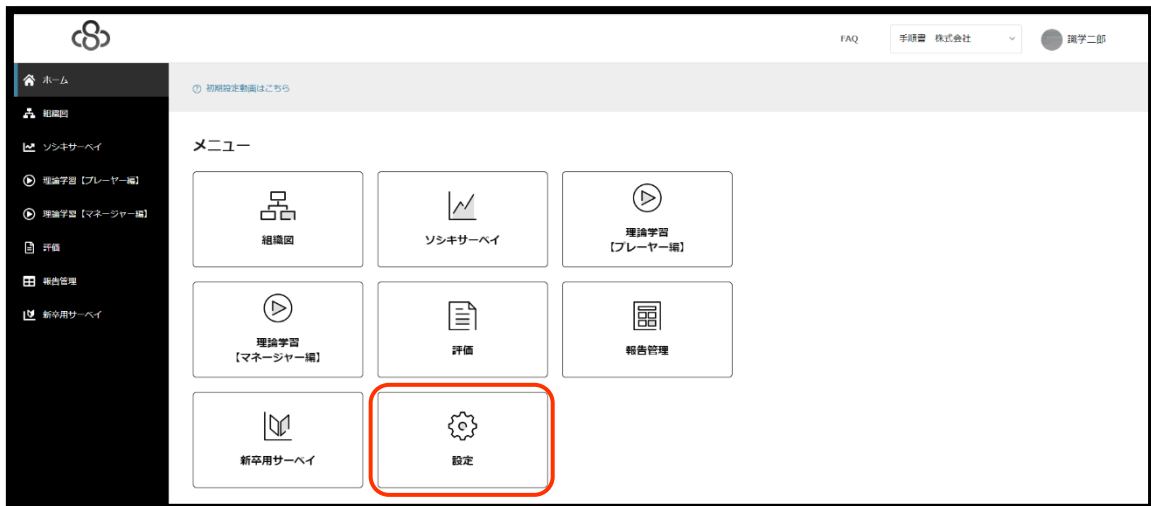 FAQ
手順書 株式会社
識学二郎
ホーム
組織図
ソシキサーベイ
理論学習【プレーヤー編】
理論学習【マネージャー編】
評価
報告管理
新卒用サーベイ
初期設定動画はこちら
メニュー
組織図
ソシキサーベイ
理論学習
【プレーヤー編】
理論学習
【マネージャー編】
評価
報告管理
新卒用サーベイ
設定